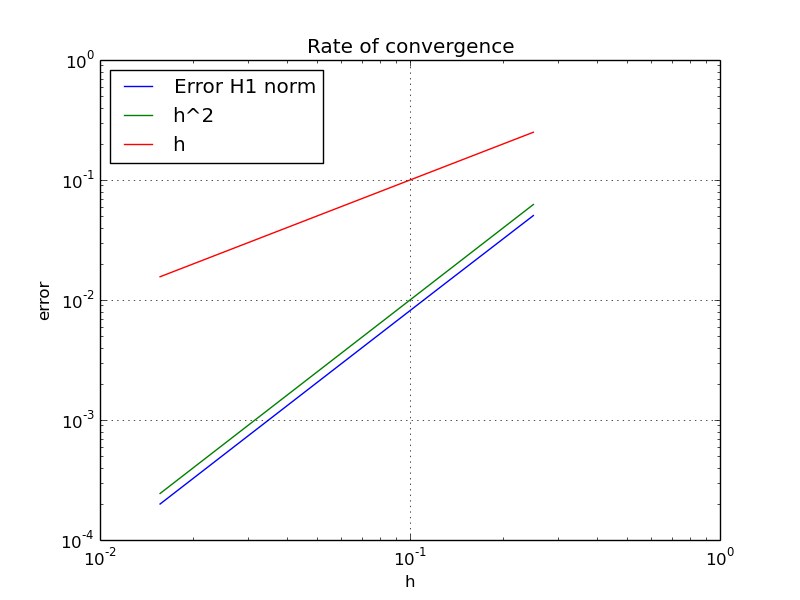 Rate of convergence
10^0
Error H1 norm
h^2
h
10^-1
10^-2
error
10^-3
10^-4
10^-2 10^-1 10^0
h